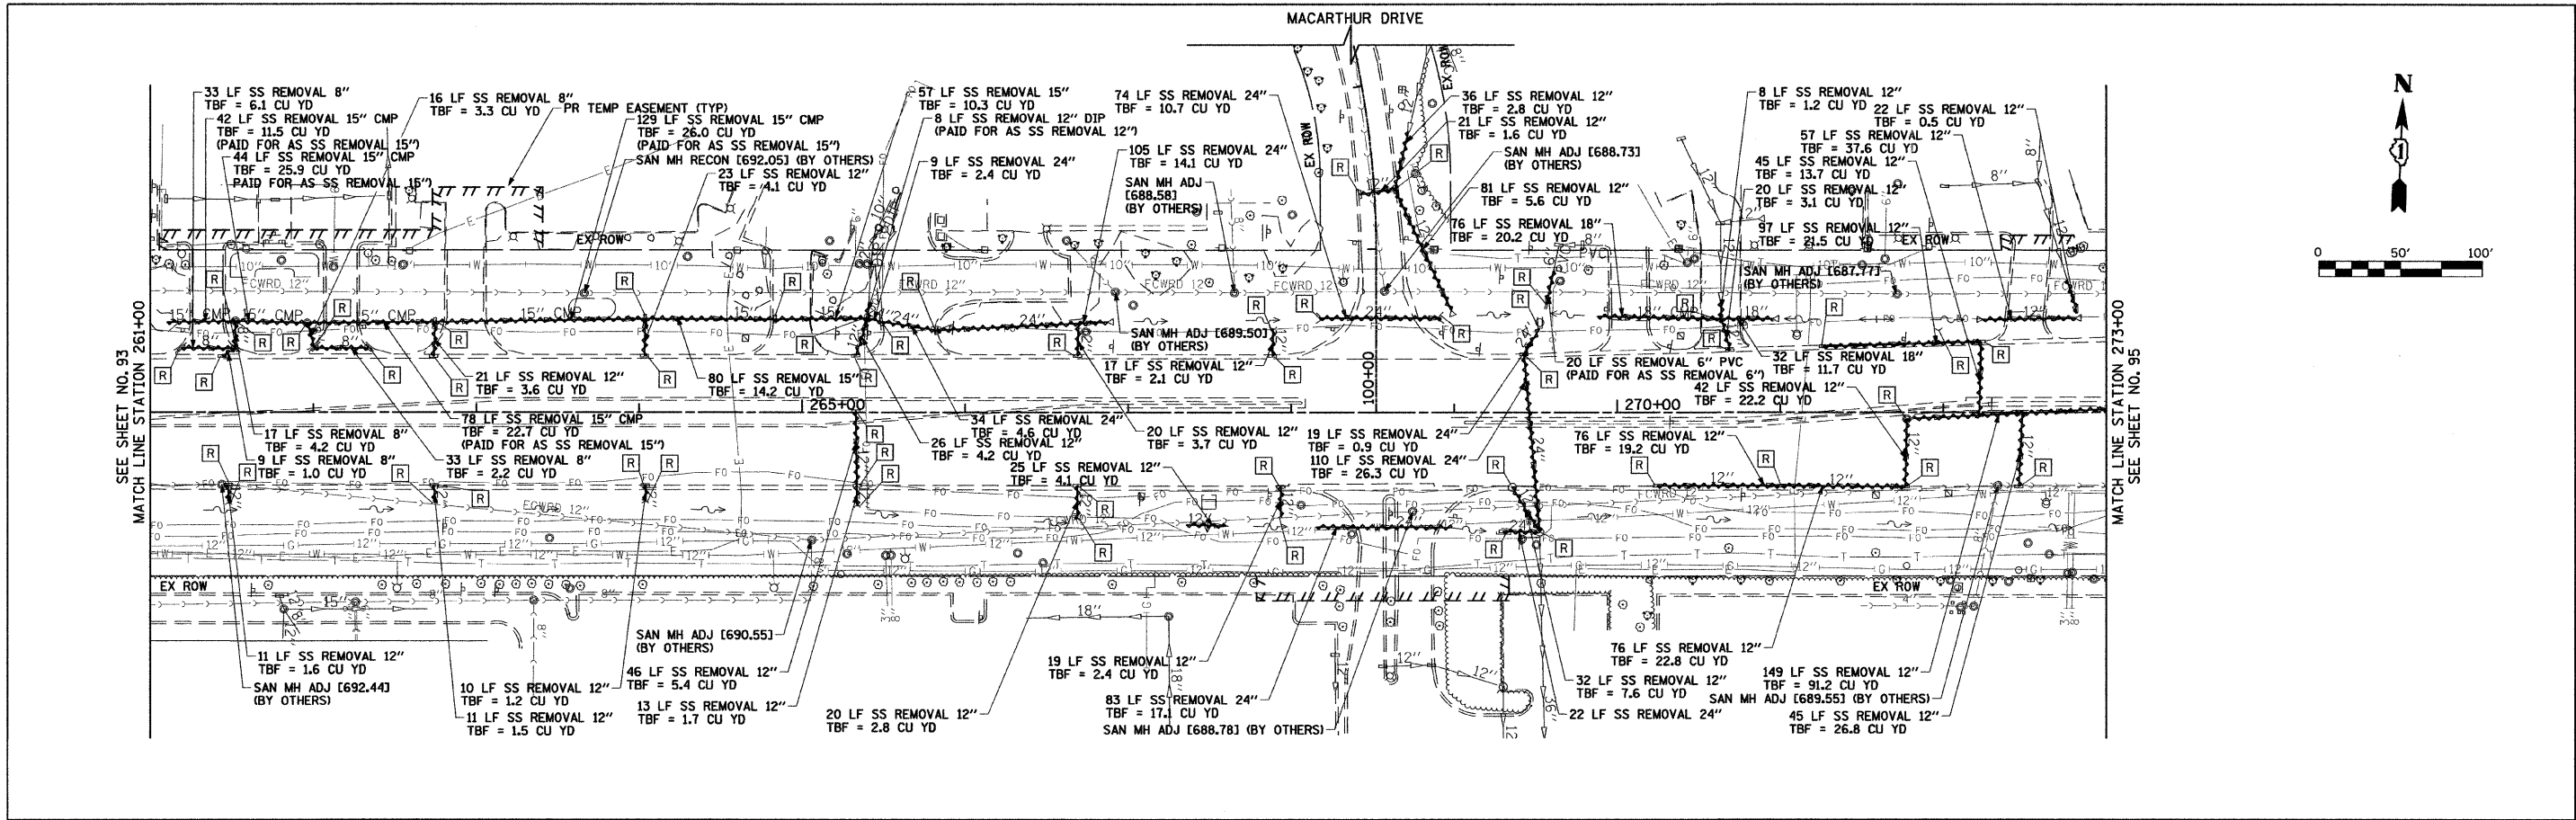 MACARTHUR DRIVE
33 LF SS REMOVAL 8"
TBF = 6.1 CU YD
42 LF SS REMOVAL 15" CMP
TBF = 11.5 CU YD
(PAID FOR AS SS REMOVAL 15")
44 LF SS REMOVAL 15" CMP
TBF = 25.9 CU YD
PAID FOR AS SS REMOVAL 15")
16 LF SS REMOVAL 8"
TBF = 3.3 CU YD
PR TEMP EASEMENT (TYP)
129 LF SS REMOVAL 15" CMP
TBF = 26.0 CU YD
(PAID FOR AS SS REMOVAL 15")
SAN MH RECON [692.05] (BY OTHERS)
23 LF SS REMOVAL 12"
TBF = 4.1 CU YD
57 LF SS REMOVAL 15"
TBF = 10.3 CU YD
8 LF SS REMOVAL 12" DIP
(PAID FOR AS SS REMOVAL 12")
9 LF SS REMOVAL 24"
TBF = 2.4 CU YD
74 LF SS REMOVAL 24"
TBF = 10.7 CU YD
105 LF SS REMOVAL 24"
TBF = 14.1 CU YD
SAN MH ADJ
[688.58]
(BY OTHERS)
36 LF SS REMOVAL 12"
TBF = 2.8 CU YD
21 LF SS REMOVAL 12"
TBF = 1.6 CU YD
SAN MH ADJ [688.73]
(BY OTHERS)
81 LF SS REMOVAL 12"
TBF = 5.6 CU YD
76 LF SS REMOVAL 18"
TBF = 20.2 CU YD
8 LF SS REMOVAL 12"
TBF = 1.2 CU YD
22 LF SS REMOVAL 12"
TBF = 0.5 CU YD
57 LF SS REMOVAL 12"
TBF = 37.6 CU YD
45 LF SS REMOVAL 12"
TBF = 13.7 CU YD
20 LF SS REMOVAL 12"
TBF = 3.1 CU YD
97 LF SS REMOVAL 12"
TBF = 21.5 CU YD
SAN MH ADJ [687.77]
(BY OTHERS)
EX ROW
EX ROW
EX ROW
EX ROW
N
0 50' 100'
SEE SHEET NO. 93
MATCH LINE STATION 261+00
MATCH LINE STATION 273+00
SEE SHEET NO. 95
SAN MH ADJ [689.50]
(BY OTHERS)
17 LF SS REMOVAL 12"
TBF = 2.1 CU YD
21 LF SS REMOVAL 12"
TBF = 3.6 CU YD
80 LF SS REMOVAL 15"
TBF = 14.2 CU YD
20 LF SS REMOVAL 6" PVC
(PAID FOR AS SS REMOVAL 6")
32 LF SS REMOVAL 18"
TBF = 11.7 CU YD
42 LF SS REMOVAL 12"
TBF = 22.2 CU YD
265+00
100+00
270+00
17 LF SS REMOVAL 8"
TBF = 4.2 CU YD
9 LF SS REMOVAL 8"
TBF = 1.0 CU YD
78 LF SS REMOVAL 15" CMP
TBF = 22.7 CU YD
(PAID FOR AS SS REMOVAL 15")
33 LF SS REMOVAL 8"
TBF = 2.2 CU YD
34 LF SS REMOVAL 24"
TBF = 4.6 CU YD
26 LF SS REMOVAL 12"
TBF = 4.2 CU YD
25 LF SS REMOVAL 12"
TBF = 4.1 CU YD
20 LF SS REMOVAL 12"
TBF = 3.7 CU YD
19 LF SS REMOVAL 24"
TBF = 0.9 CU YD
110 LF SS REMOVAL 24"
TBF = 26.3 CU YD
76 LF SS REMOVAL 12"
TBF = 19.2 CU YD
EX ROW
EX ROW
11 LF SS REMOVAL 12"
TBF = 1.6 CU YD
SAN MH ADJ [692.44]
(BY OTHERS)
10 LF SS REMOVAL 12"
TBF = 1.2 CU YD
11 LF SS REMOVAL 12"
TBF = 1.5 CU YD
SAN MH ADJ [690.55]
(BY OTHERS)
46 LF SS REMOVAL 12"
TBF = 5.4 CU YD
13 LF SS REMOVAL 12"
TBF = 1.7 CU YD
20 LF SS REMOVAL 12"
TBF = 2.8 CU YD
19 LF SS REMOVAL 12"
TBF = 2.4 CU YD
83 LF SS REMOVAL 24"
TBF = 17.1 CU YD
SAN MH ADJ [688.78] (BY OTHERS)
32 LF SS REMOVAL 12"
TBF = 7.6 CU YD
22 LF SS REMOVAL 24"
76 LF SS REMOVAL 12"
TBF = 22.8 CU YD
149 LF SS REMOVAL 12"
TBF = 91.2 CU YD
SAN MH ADJ [689.55] (BY OTHERS)
45 LF SS REMOVAL 12"
TBF = 26.8 CU YD